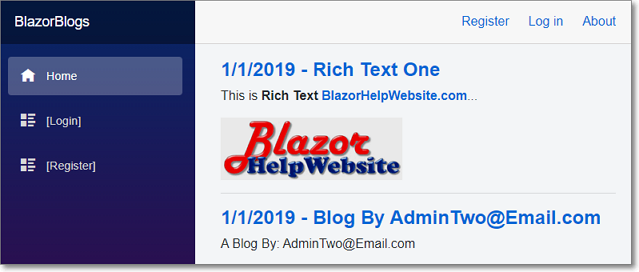 BlazorBlogs
Register Log in About
Home
[Login]
[Register]
1/1/2019 - Rich Text One
This is Rich Text BlazorHelpWebsite.com...
Blazor
HelpWebsite
1/1/2019 - Blog By AdminTwo@Email.com
A Blog By: AdminTwo@Email.com